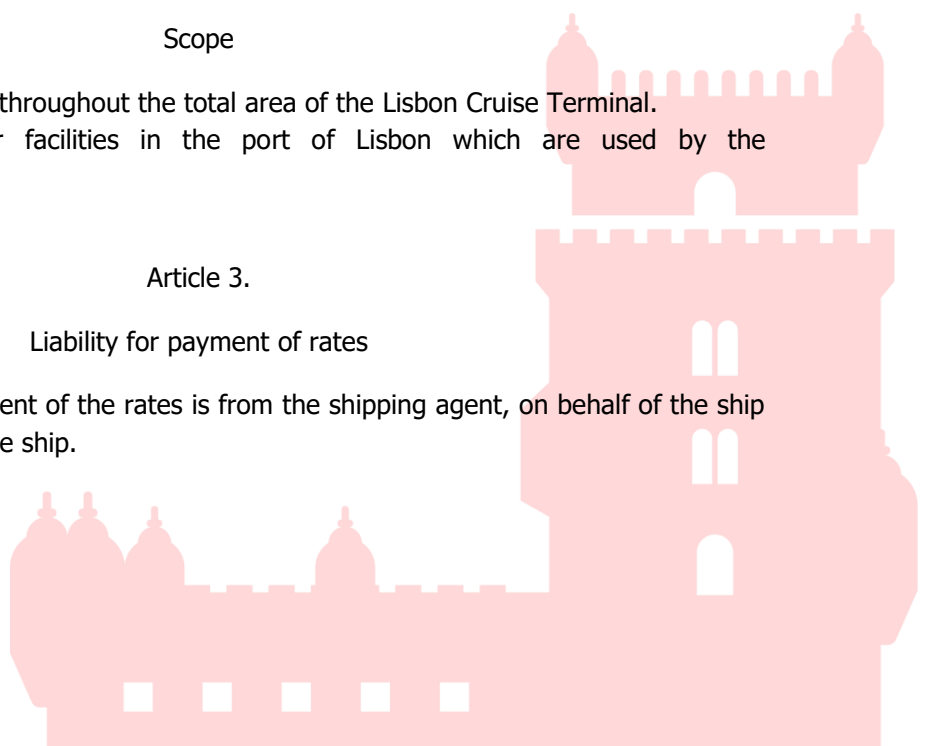 Scope
throughout the total area of the Lisbon Cruise Terminal.
facilities in the port of Lisbon which are used by the
Article 3.
Liability for payment of rates
ent of the rates is from the shipping agent, on behalf of the ship
e ship.